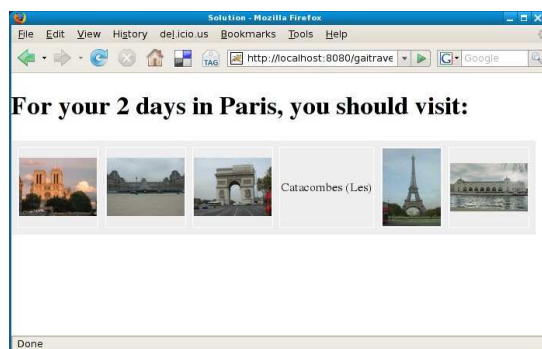 Solution - Mozilla Firefox
File Edit View History del.icio.us Bookmarks Tools Help
TAG http://localhost:8080/gaitrave G Google
For your 2 days in Paris, you should visit:
Catacombes (Les)
Done